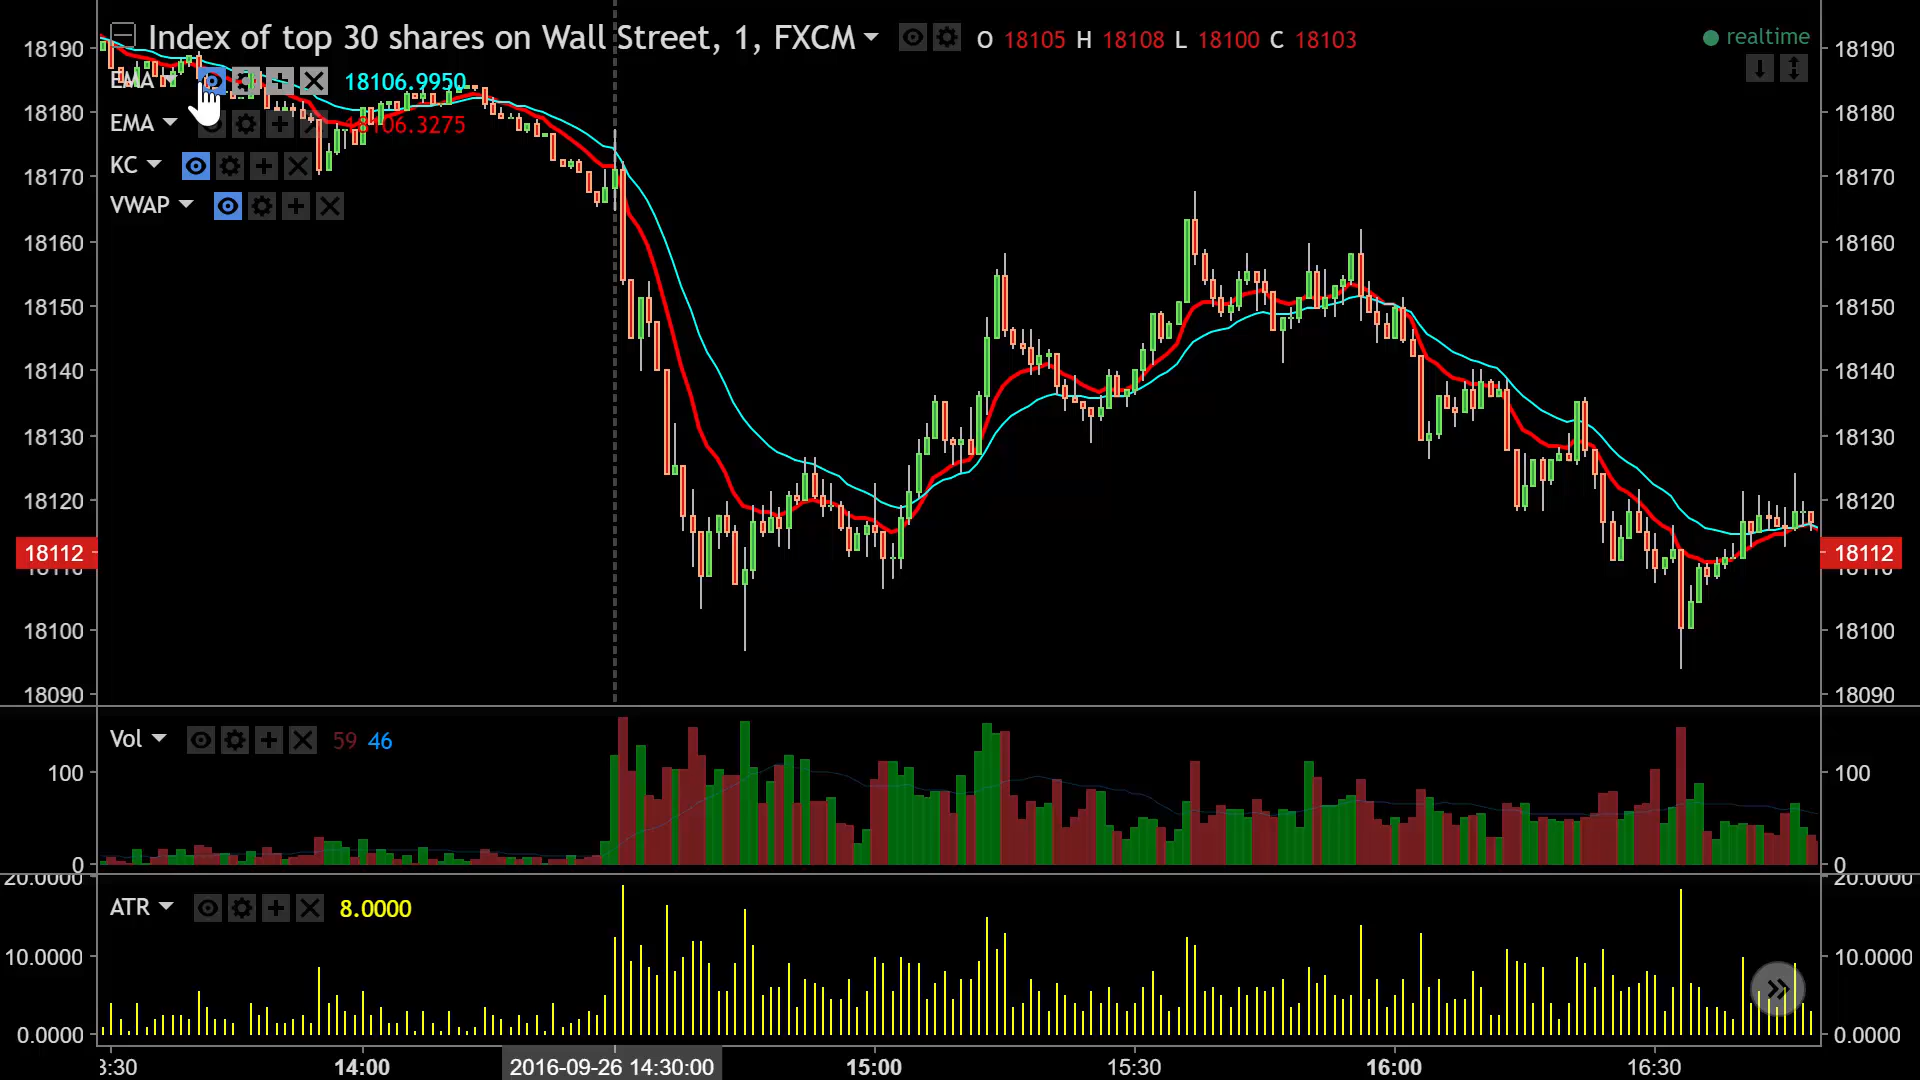 Index of top 30 shares on Wall Street, 1, FXCM O 18105 H 18108 L 18100 C 18103
realtime
EMA 18106.9950
EMA 18106.3275
KC
VWAP
18190 18190
18180 18180
18170 18170
18160 18160
18150 18150
18140 18140
18130 18130
18120 18120
18112 18112
18110 18110
18100 18100
18090 18090
Vol 59 46
100 100
0 0
20.0000 20.0000
ATR 8.0000
10.0000 10.0000
0.0000 0.0000
3:30 14:00 2016-09-26 14:30:00 15:00 15:30 16:00 16:30